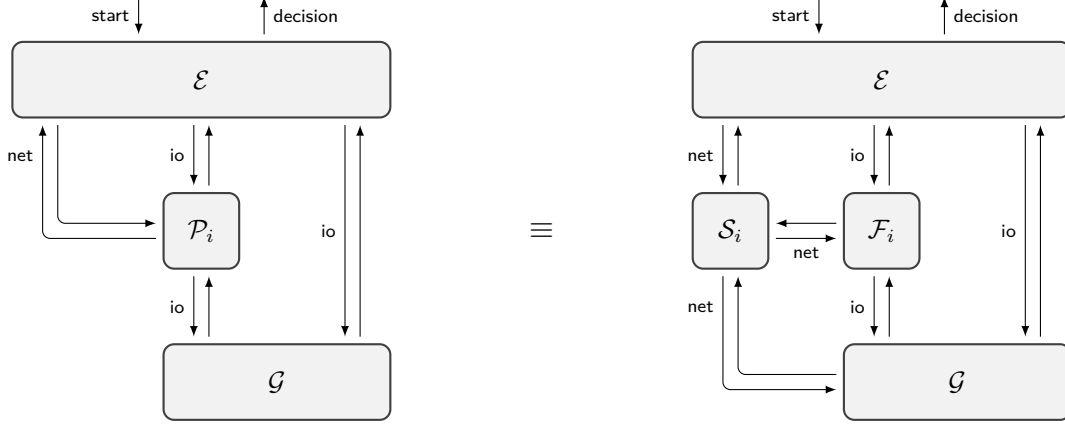 start decision start decision
ℰ ℰ
net io net io
𝒫ᵢ io ≡ 𝒮ᵢ ℱᵢ io
net
io net io
𝒢 𝒢